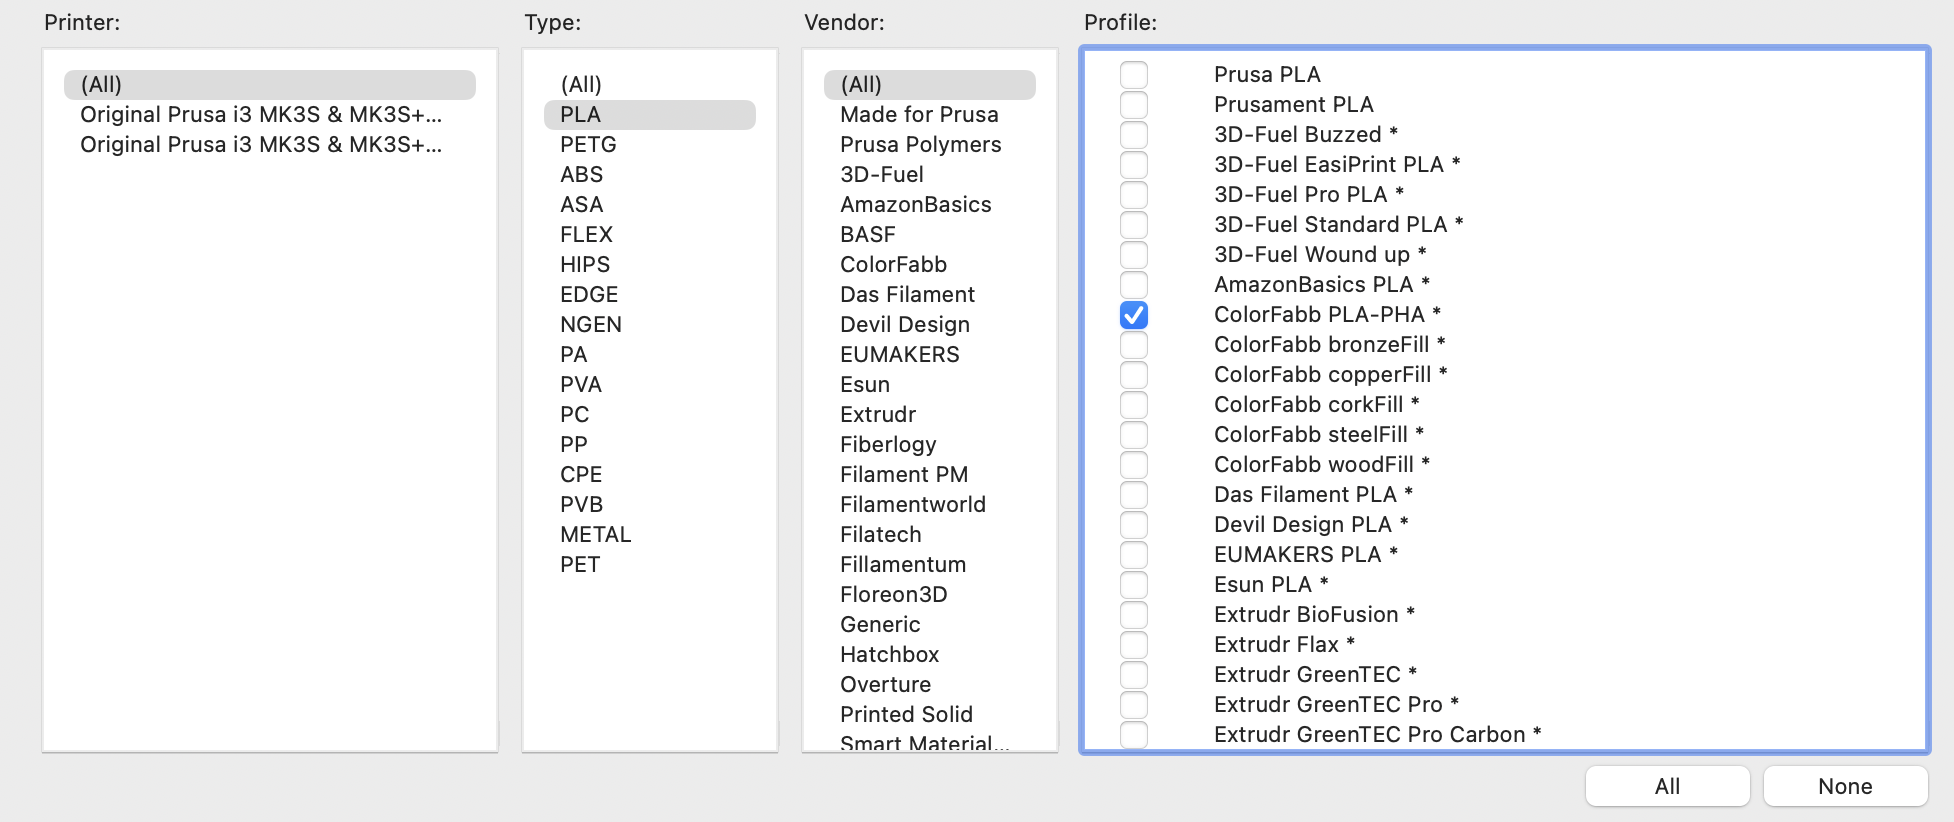 Printer:
(All)
Original Prusa i3 MK3S & MK3S+...
Original Prusa i3 MK3S & MK3S+...
Type:
(All)
PLA
PETG
ABS
ASA
FLEX
HIPS
EDGE
NGEN
PA
PVA
PC
PP
CPE
PVB
METAL
PET
Vendor:
(All)
Made for Prusa
Prusa Polymers
3D-Fuel
AmazonBasics
BASF
ColorFabb
Das Filament
Devil Design
EUMAKERS
Esun
Extrudr
Fiberlogy
Filament PM
Filamentworld
Filatech
Fillamentum
Floreon3D
Generic
Hatchbox
Overture
Printed Solid
Smart Material...
Profile:
Prusa PLA
Prusament PLA
3D-Fuel Buzzed *
3D-Fuel EasiPrint PLA *
3D-Fuel Pro PLA *
3D-Fuel Standard PLA *
3D-Fuel Wound up *
AmazonBasics PLA *
ColorFabb PLA-PHA *
ColorFabb bronzeFill *
ColorFabb copperFill *
ColorFabb corkFill *
ColorFabb steelFill *
ColorFabb woodFill *
Das Filament PLA *
Devil Design PLA *
EUMAKERS PLA *
Esun PLA *
Extrudr BioFusion *
Extrudr Flax *
Extrudr GreenTEC *
Extrudr GreenTEC Pro *
Extrudr GreenTEC Pro Carbon *
All
None